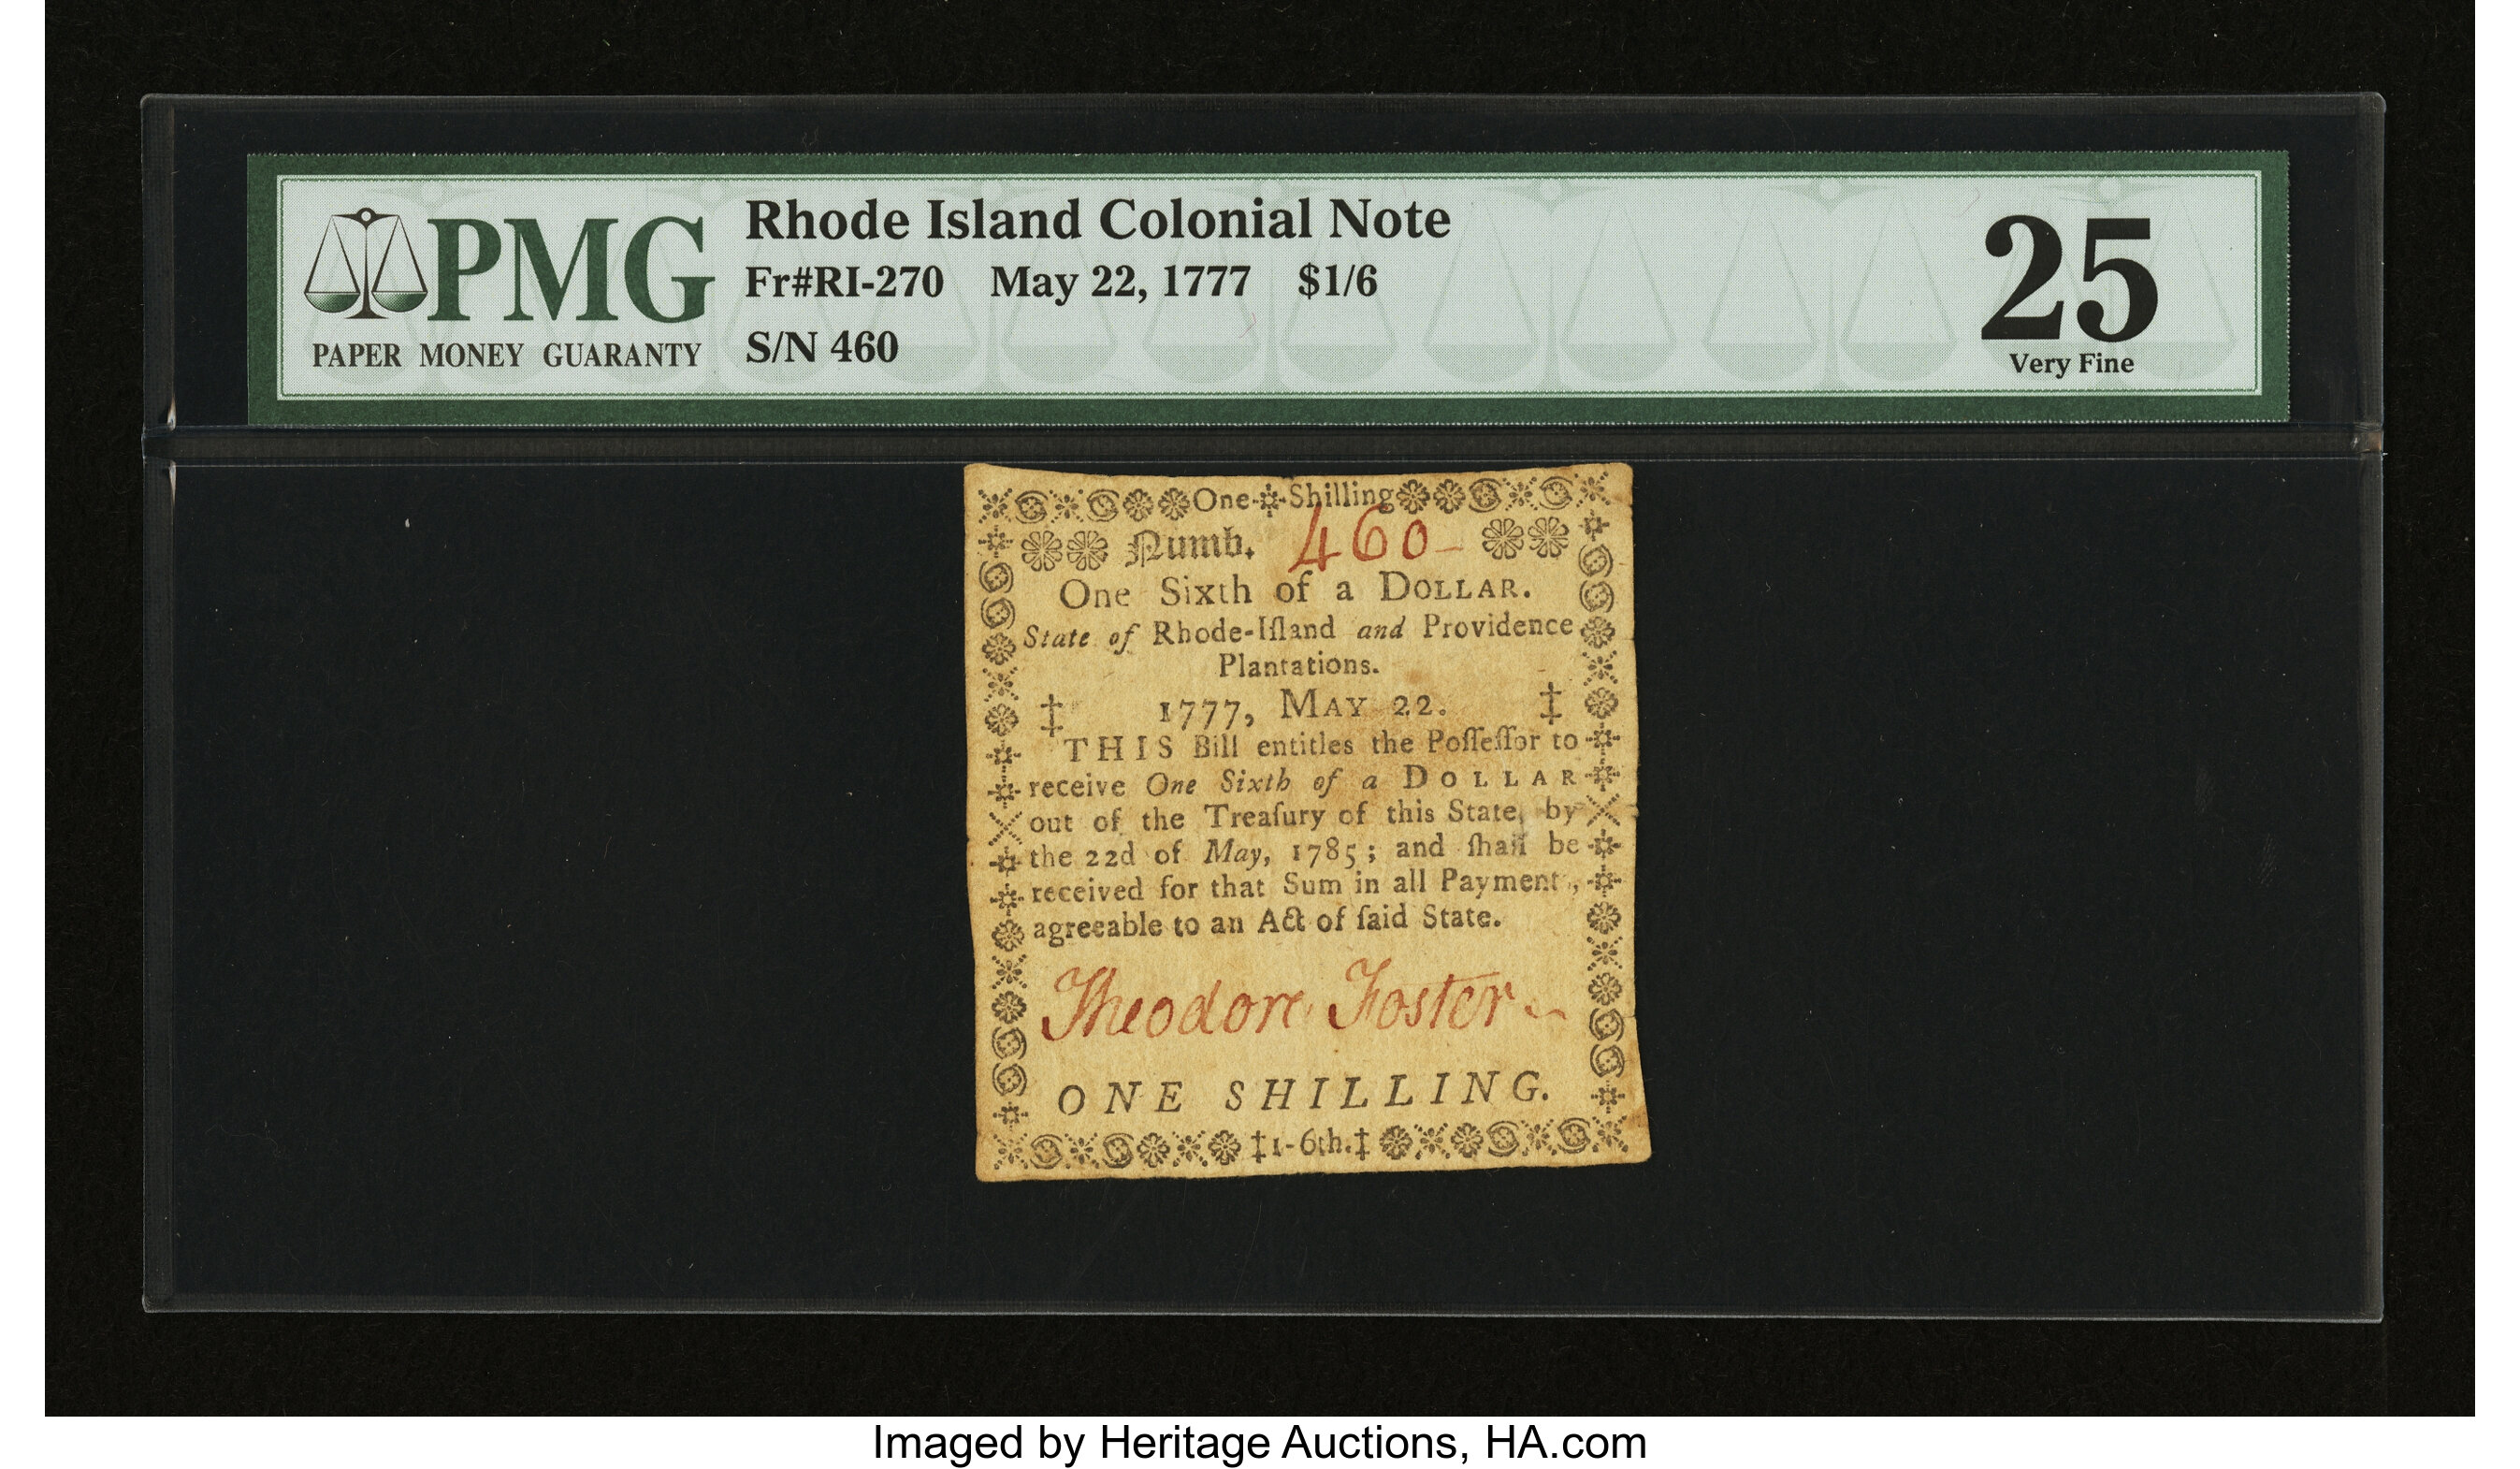 PMG
PAPER MONEY GUARANTY
Rhode Island Colonial Note
Fr#RI-270 May 22, 1777 $1/6
S/N 460
25
Very Fine
One Shilling
Numb. 460
One Sixth of a DOLLAR.
State of Rhode-Iſland and Providence
Plantations.
‡ 1777, MAY 22. ‡
THIS Bill entitles the Poſſeſſor to
receive One Sixth of a DOLLAR
out of the Treaſury of this State, by
the 22d of May, 1785; and ſhall be
received for that Sum in all Payment,
agreeable to an Act of ſaid State.
Theodore Foster
ONE SHILLING.
‡1-6th.‡
Imaged by Heritage Auctions, HA.com